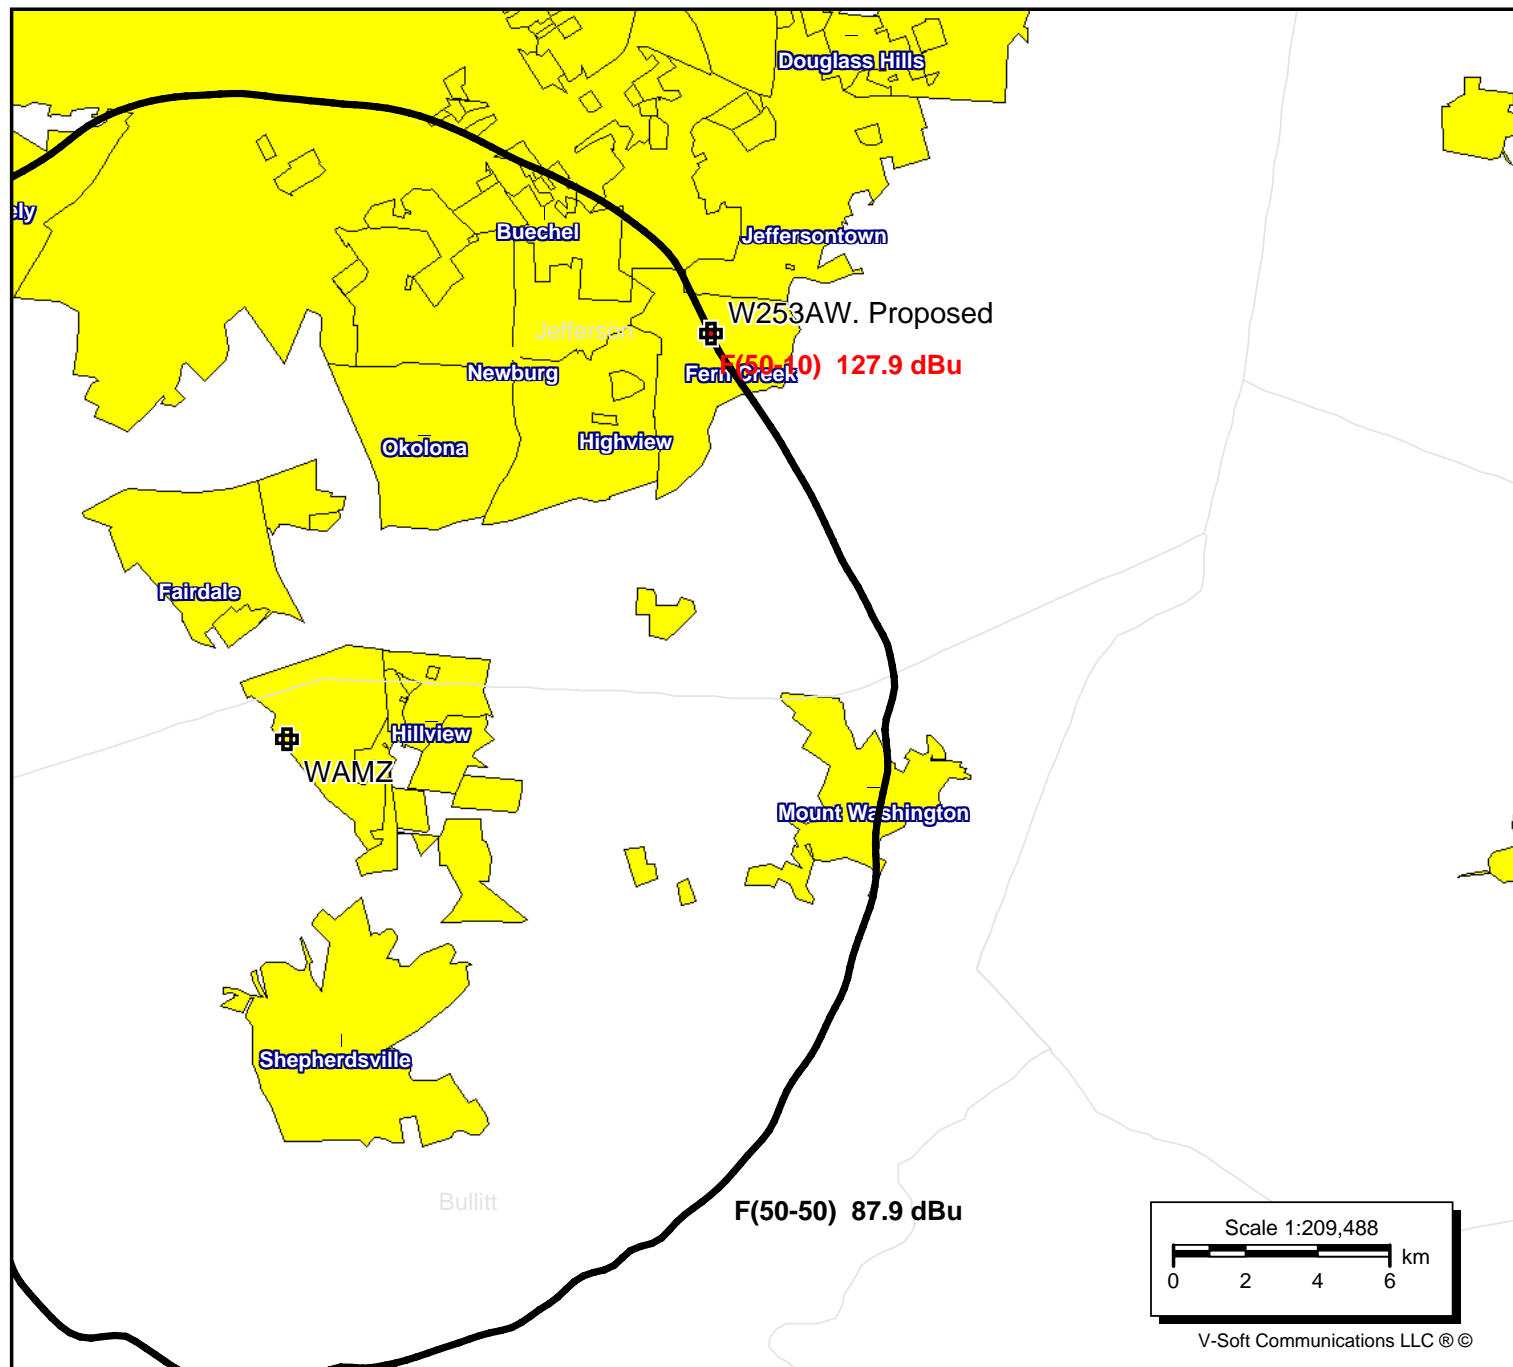 Douglass Hills
ely
Buechel
Jeffersontown
W253AW. Proposed
Jefferson
F(50-10) 127.9 dBu
Newburg
Fern Creek
Okolona
Highview
Fairdale
Hillview
WAMZ
Mount Washington
Shepherdsville
Bullitt
F(50-50) 87.9 dBu
Scale 1:209,488
km
0 2 4 6
V-Soft Communications LLC ® ©